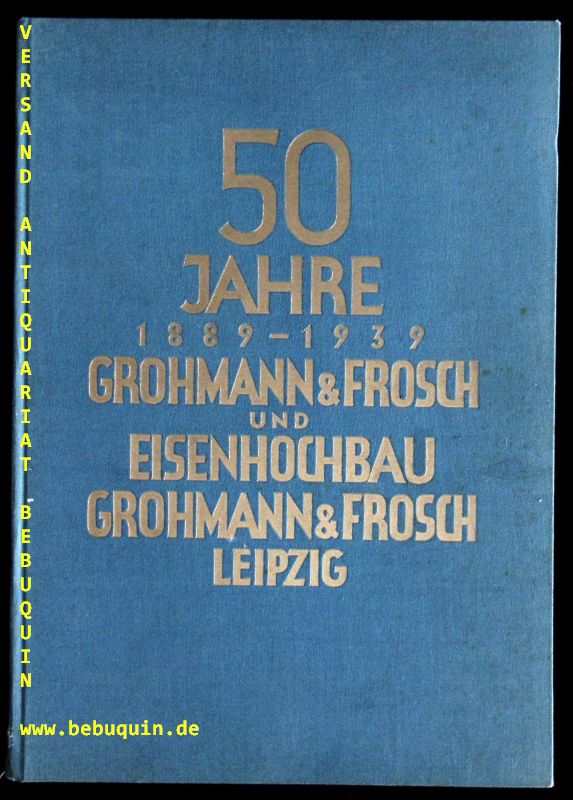 50
JAHRE
1889-1939
GROHMANN & FROSCH
UND
EISENHOCHBAU
GROHMANN & FROSCH
LEIPZIG
VERSAND ANTIQUARIAT BEBUQUIN
www.bebuquin.de